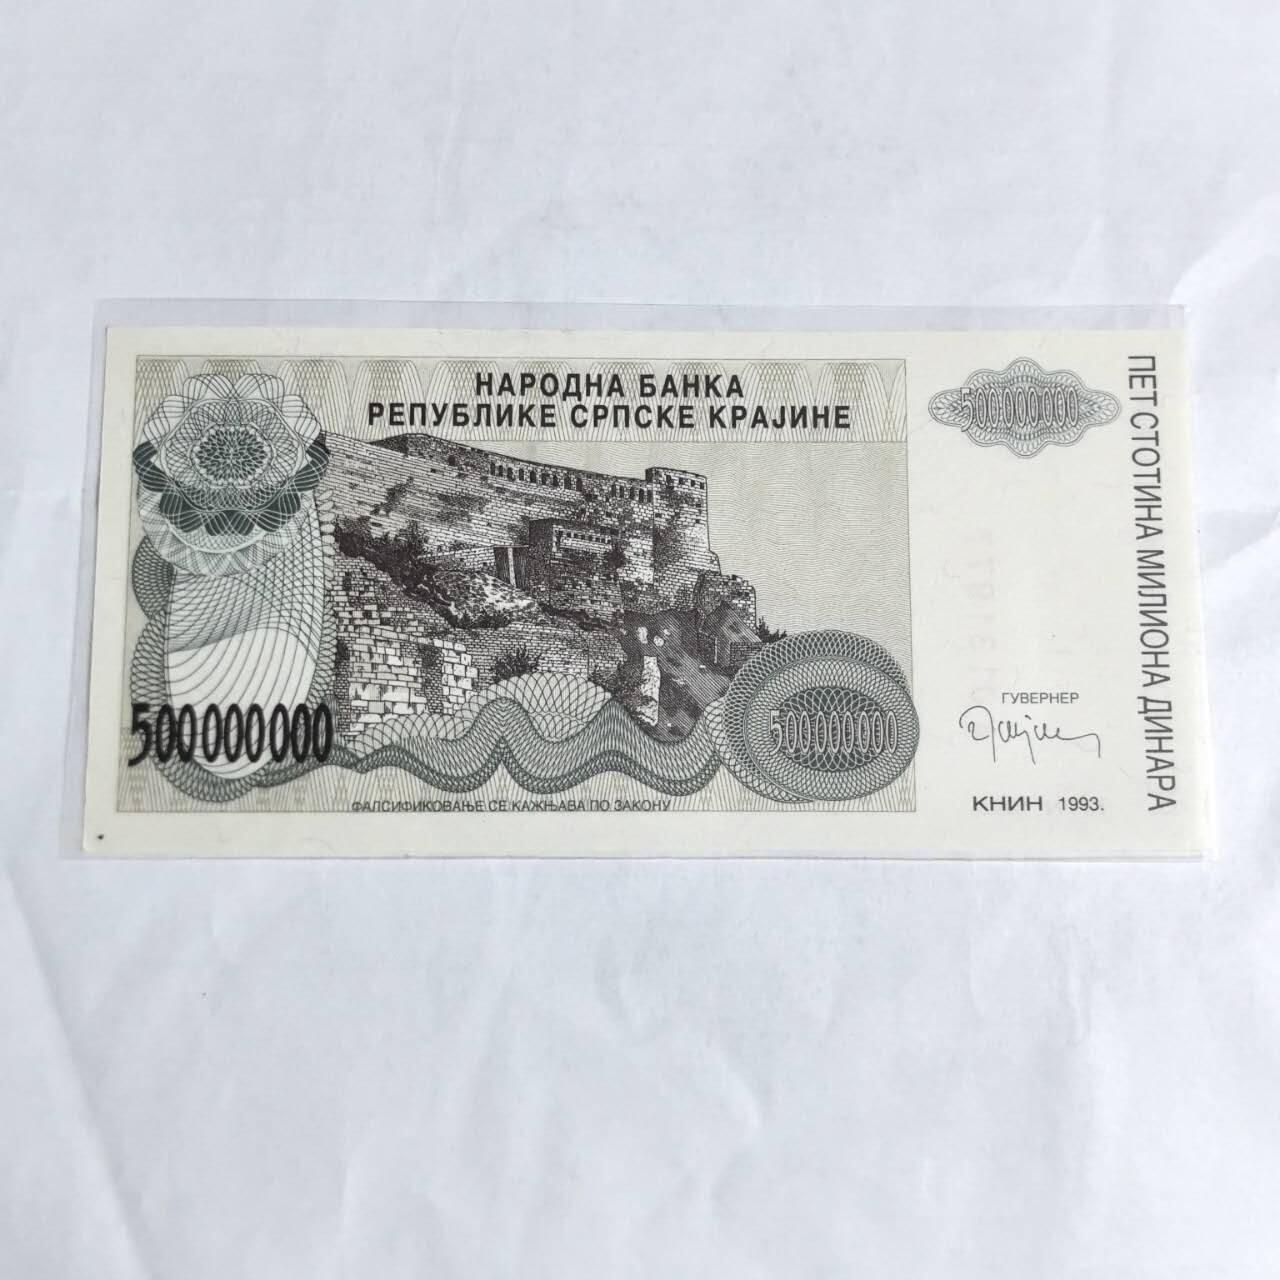 НАРОДНА БАНКА
РЕПУБЛИКЕ СРПСКЕ КРАЈИНЕ
500000000
500000000
500000000
ПЕТ СТОТИНА МИЛИОНА ДИНАРА
ГУВЕРНЕР
КНИН 1993.
ФАЛСИФИКОВАЊЕ СЕ КАЖЊАВА ПО ЗАКОНУ